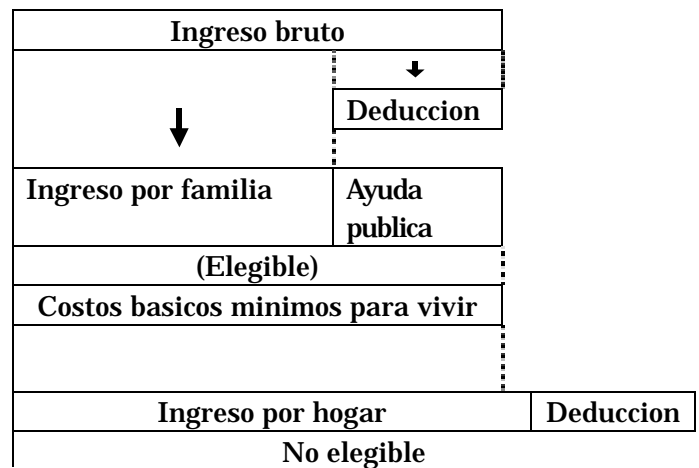 Ingreso bruto
Deduccion
Ingreso por familia
Ayuda
publica
(Elegible)
Costos basicos minimos para vivir
Ingreso por hogar
Deduccion
No elegible